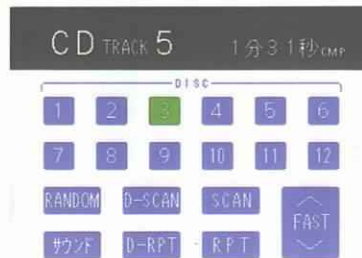 CD TRACK 5 1分31秒 CMP
DISC
1 2 3 4 5 6
7 8 9 10 11 12
RANDOM D-SCAN SCAN
FAST
サウンド D-RPT RPT